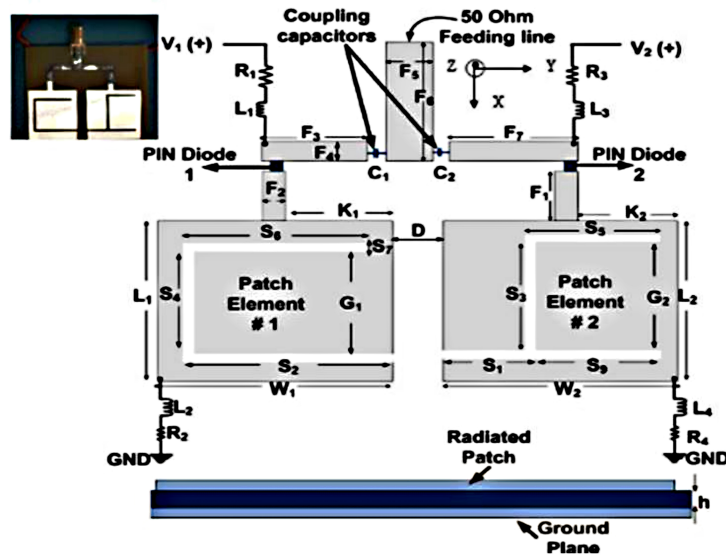 Coupling capacitors
50 Ohm Feeding line
V1 (+)
V2 (+)
R1
F5
F6
Z
Y
X
R3
L1
L3
F3
F7
PIN Diode 1
F4
C1
C2
PIN Diode 2
F2
F1
K1
K2
S6
D
S5
S7
L1
S4
Patch Element # 1
G1
S3
Patch Element # 2
G2
L2
S2
S1
S9
W1
W2
L2
L4
R2
R4
GND
GND
Radiated Patch
h
Ground Plane